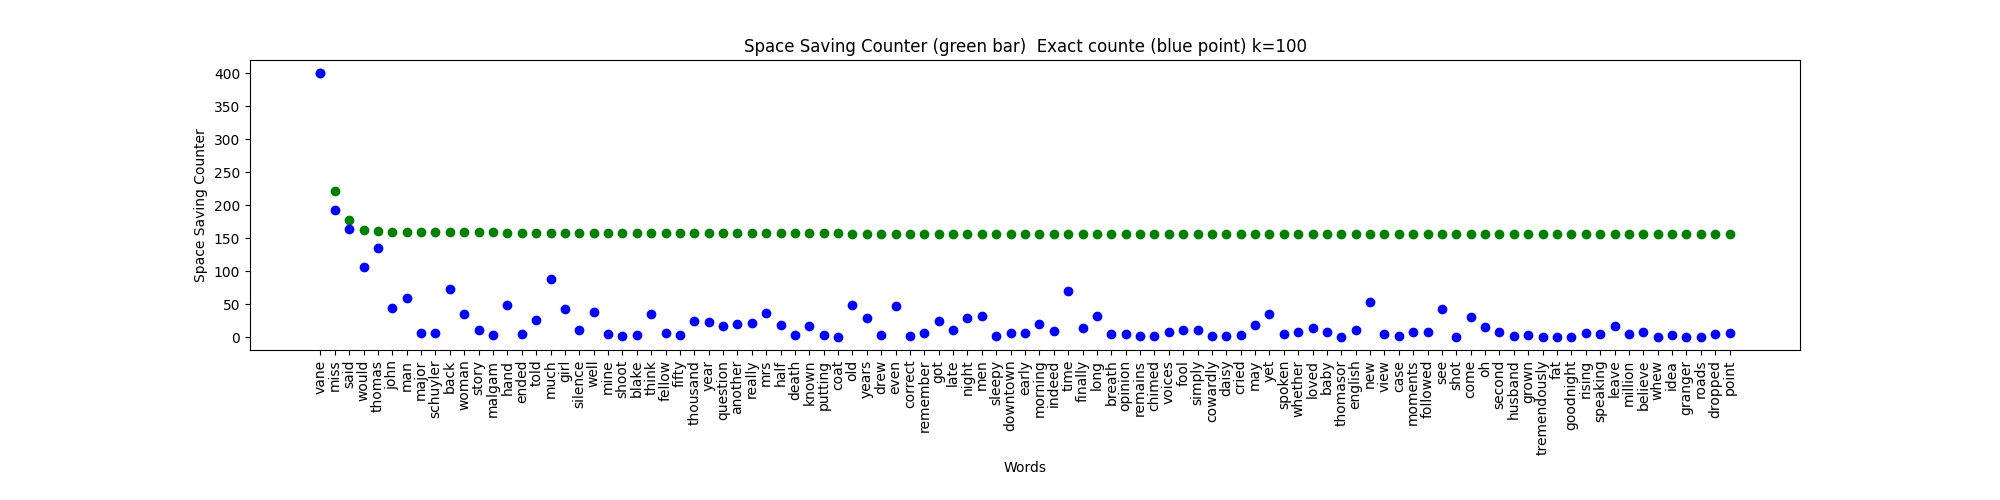 Space Saving Counter (green bar)  Exact counte (blue point) k=100
Space Saving Counter
400
350
300
250
200
150
100
50
0
vane
miss
said
would
thomas
john
man
major
schuyler
back
woman
story
malgam
hand
ended
told
much
girl
silence
well
mine
shoot
blake
think
fellow
fifty
thousand
year
question
another
really
mrs
half
death
known
putting
coat
old
years
drew
even
correct
remember
got
late
night
men
sleepy
downtown
early
morning
indeed
time
finally
long
breath
opinion
remains
chimed
voices
fool
simply
cowardly
daisy
cried
may
yet
spoken
whether
loved
baby
thomasor
english
new
view
case
moments
followed
see
shot
come
oh
second
husband
grown
tremendously
fat
goodnight
rising
speaking
leave
million
believe
whew
idea
granger
roads
dropped
point
Words